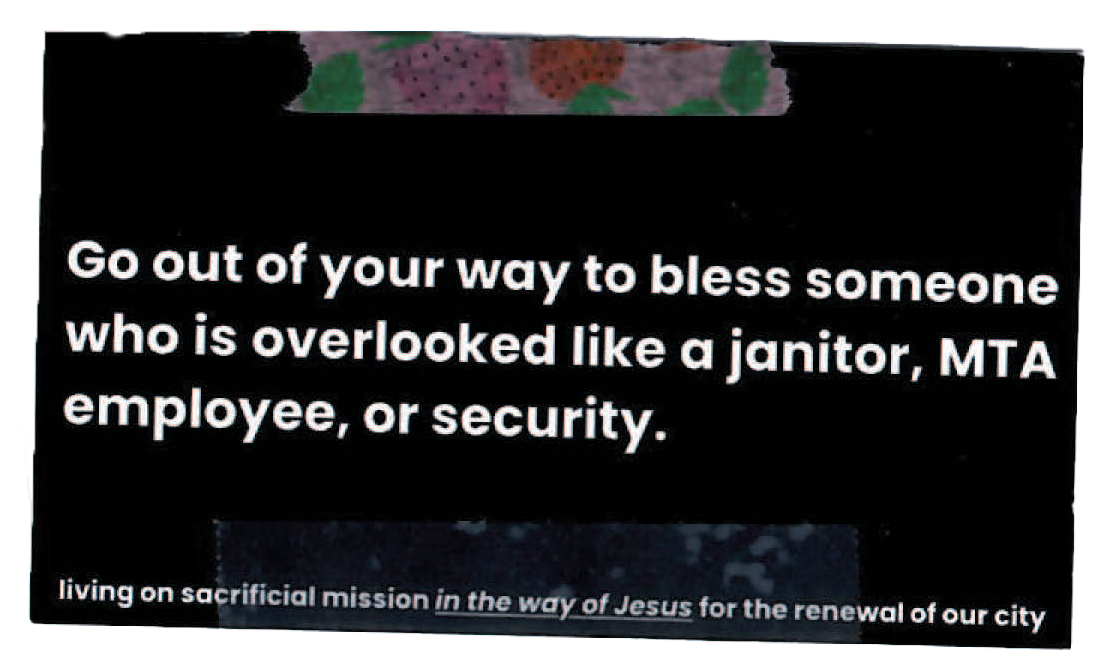 Go out of your way to bless someone
who is overlooked like a janitor, MTA
employee, or security.
living on sacrificial mission in the way of Jesus for the renewal of our city